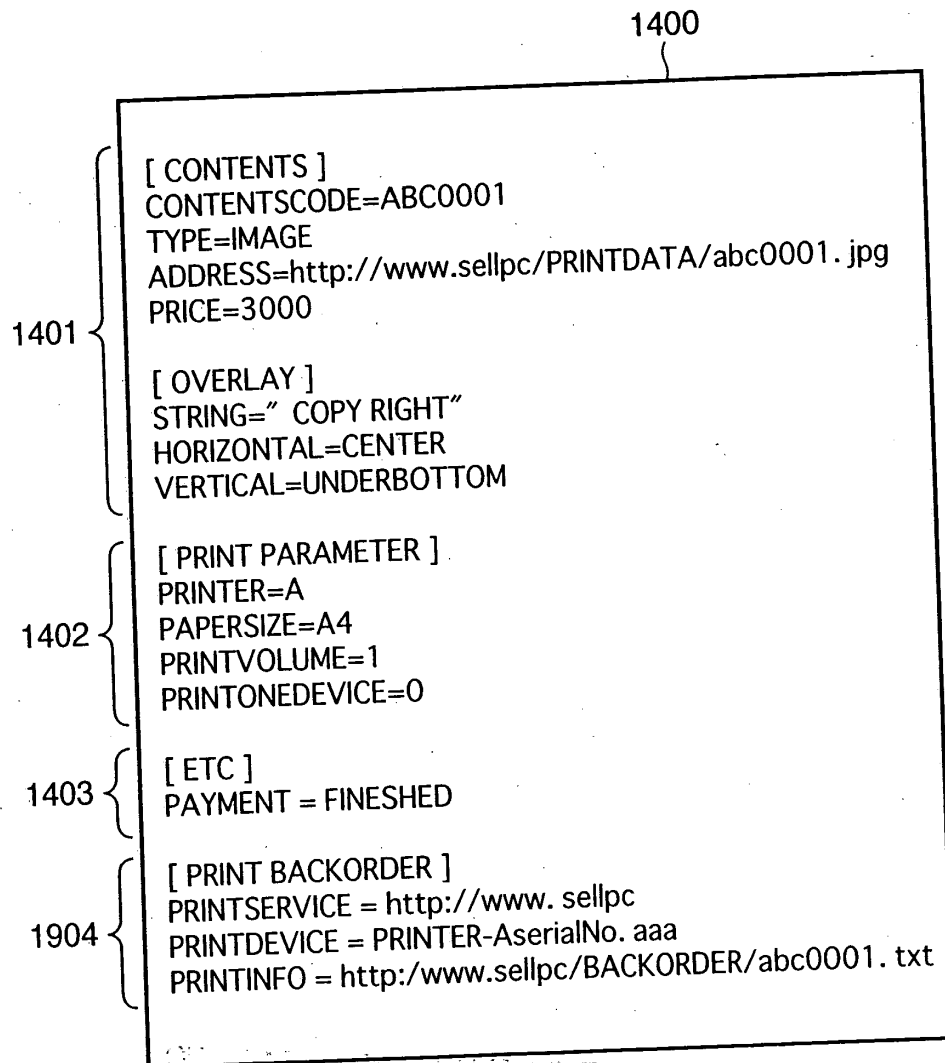 1400
[ CONTENTS ]
CONTENTSCODE=ABC0001
TYPE=IMAGE
ADDRESS=http://www.sellpc/PRINTDATA/abc0001.jpg
PRICE=3000
1401
[ OVERLAY ]
STRING=″ COPY RIGHT″
HORIZONTAL=CENTER
VERTICAL=UNDERBOTTOM
[ PRINT PARAMETER ]
PRINTER=A
PAPERSIZE=A4
1402
PRINTVOLUME=1
PRINTONEDEVICE=0
[ ETC ]
1403
PAYMENT = FINESHED
[ PRINT BACKORDER ]
PRINTSERVICE = http://www. sellpc
1904
PRINTDEVICE = PRINTER-AserialNo. aaa
PRINTINFO = http:/www.sellpc/BACKORDER/abc0001. txt